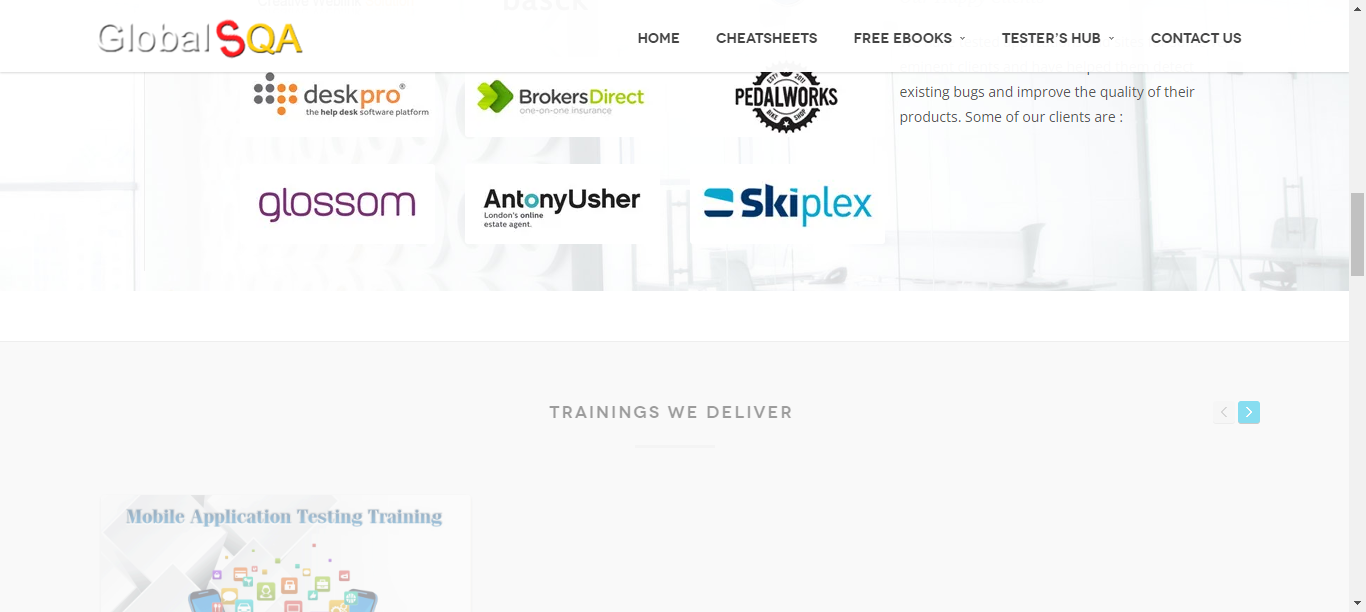 GlobalSQA
HOME
CHEATSHEETS
FREE EBOOKS
TESTER'S HUB
CONTACT US
deskpro®
the help desk software platform
BrokersDirect
one-on-one insurance
ESTD 2011
PEDALWORKS
BIKE SHOP
existing bugs and improve the quality of their
products. Some of our clients are :
glossom
AntonyUsher
London's online
estate agent.
Skiplex
TRAININGS WE DELIVER
Mobile Application Testing Training